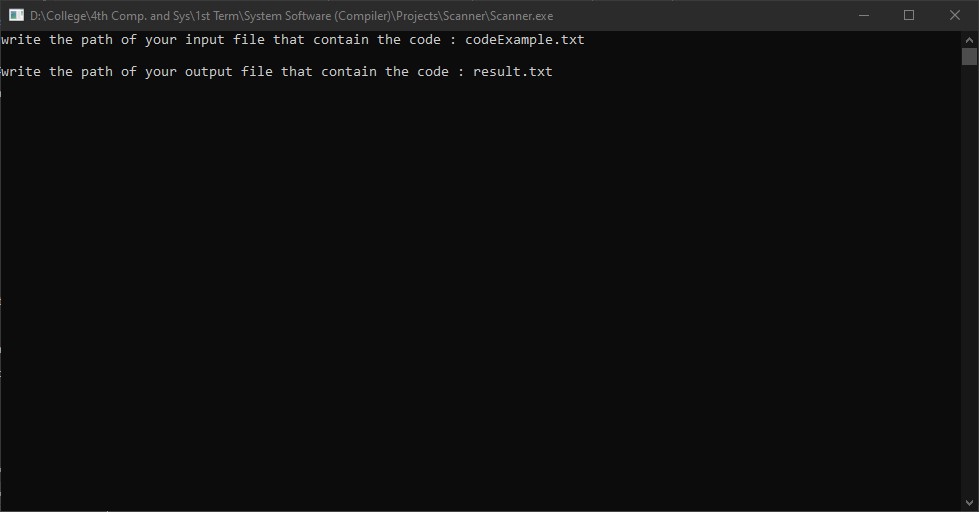 D:\College\4th Comp. and Sys\1st Term\System Software (Compiler)\Projects\Scanner\Scanner.exe
write the path of your input file that contain the code : codeExample.txt
write the path of your output file that contain the code : result.txt